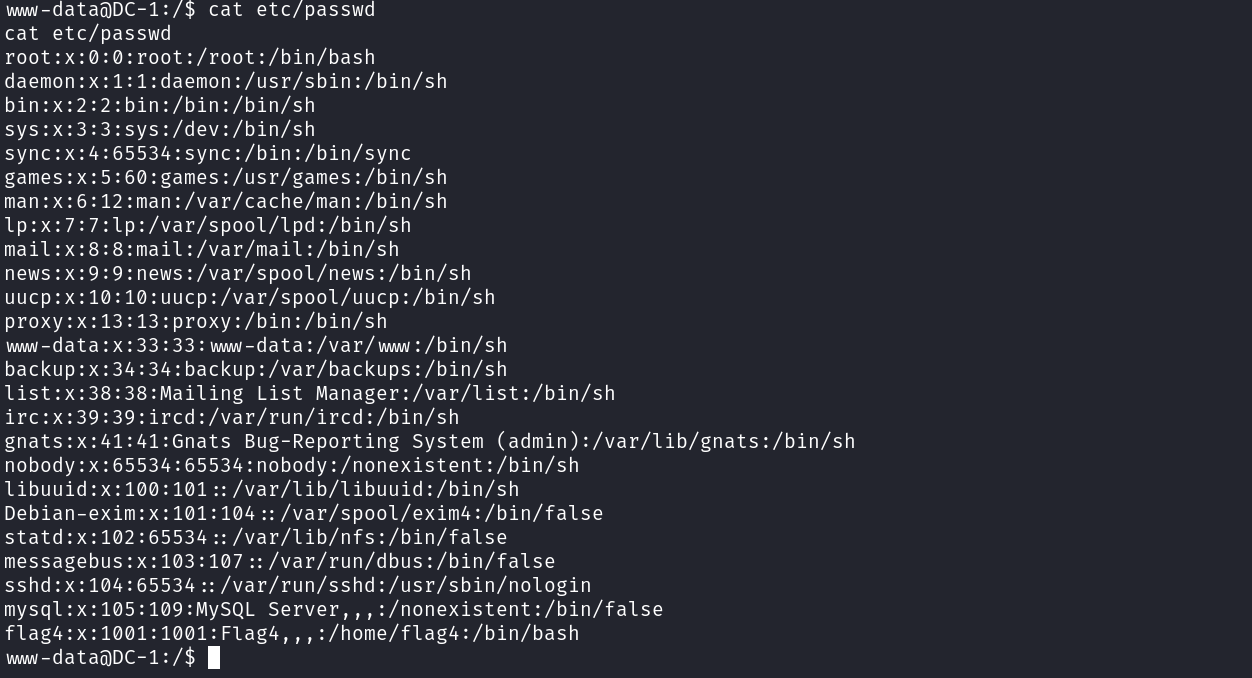 www-data@DC-1:/$ cat etc/passwd
cat etc/passwd
root:x:0:0:root:/root:/bin/bash
daemon:x:1:1:daemon:/usr/sbin:/bin/sh
bin:x:2:2:bin:/bin:/bin/sh
sys:x:3:3:sys:/dev:/bin/sh
sync:x:4:65534:sync:/bin:/bin/sync
games:x:5:60:games:/usr/games:/bin/sh
man:x:6:12:man:/var/cache/man:/bin/sh
lp:x:7:7:lp:/var/spool/lpd:/bin/sh
mail:x:8:8:mail:/var/mail:/bin/sh
news:x:9:9:news:/var/spool/news:/bin/sh
uucp:x:10:10:uucp:/var/spool/uucp:/bin/sh
proxy:x:13:13:proxy:/bin:/bin/sh
www-data:x:33:33:www-data:/var/www:/bin/sh
backup:x:34:34:backup:/var/backups:/bin/sh
list:x:38:38:Mailing List Manager:/var/list:/bin/sh
irc:x:39:39:ircd:/var/run/ircd:/bin/sh
gnats:x:41:41:Gnats Bug-Reporting System (admin):/var/lib/gnats:/bin/sh
nobody:x:65534:65534:nobody:/nonexistent:/bin/sh
libuuid:x:100:101::/var/lib/libuuid:/bin/sh
Debian-exim:x:101:104::/var/spool/exim4:/bin/false
statd:x:102:65534::/var/lib/nfs:/bin/false
messagebus:x:103:107::/var/run/dbus:/bin/false
sshd:x:104:65534::/var/run/sshd:/usr/sbin/nologin
mysql:x:105:109:MySQL Server,,,:/nonexistent:/bin/false
flag4:x:1001:1001:Flag4,,,:/home/flag4:/bin/bash
www-data@DC-1:/$